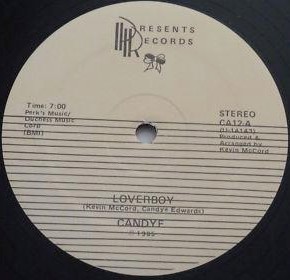 PRESENTS
RECORDS
Time: 7:00
Perk's Music/
Duchess Music
Corp
(BMI)
STEREO
CA12-A
Produced &
Arranged by
Kevin McCord
LOVERBOY
(Kevin McCord, Candye Edwards)
CANDYE
℗ 1985